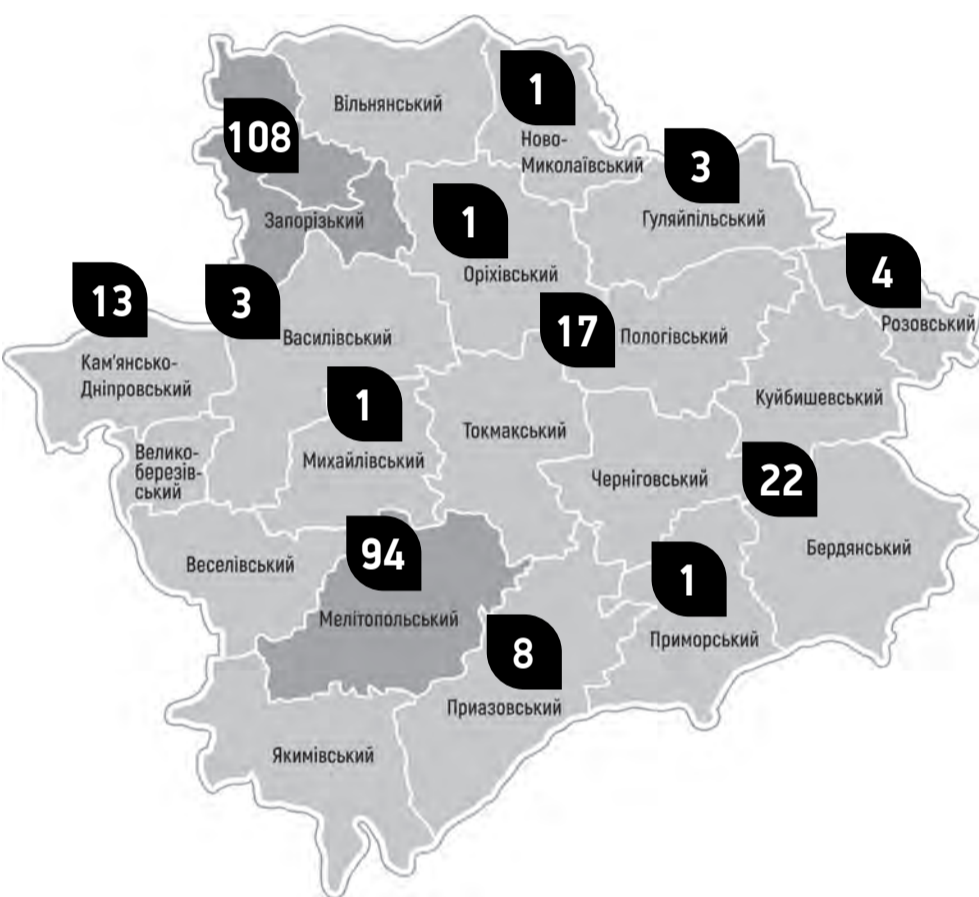 Вільнянський
1
Ново-
Миколаївський
108
Запорізький
3
Гуляйпільський
1
Оріхівський
4
Розовський
13
Кам'янсько-
Дніпровський
3
Василівський
17
Пологівський
Куйбишевський
1
Михайлівський
Токмакський
Велико-
березів-
ський
Черніговський
22
Бердянський
Веселівський
94
Мелітопольський
1
Приморський
8
Приазовський
Якимівський